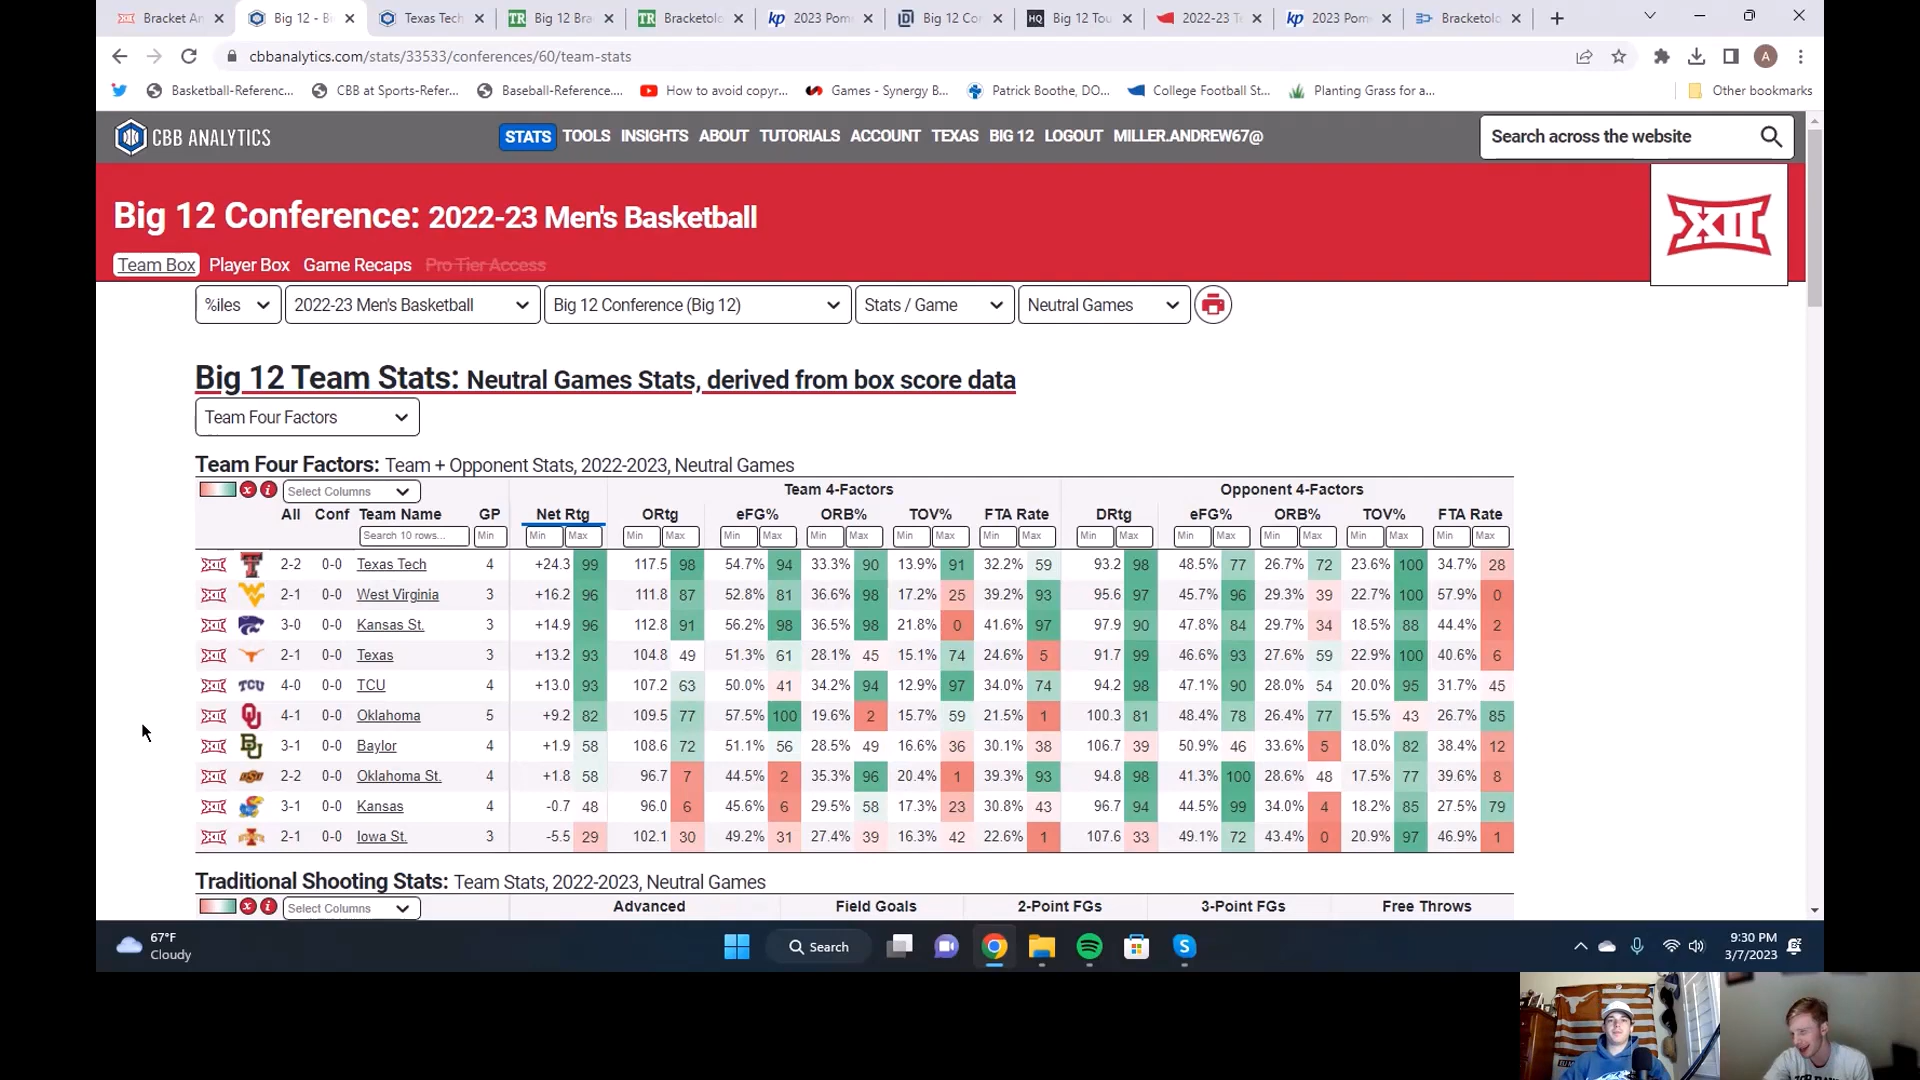 Bracket An
Big 12 - B
Texas Tech
TR Big 12 Bra
TR Bracketolo
kp 2023 Pom
Big 12 Co
HQ Big 12 Tou
2022-23 T
kp 2023 Pom
Bracketolo
cbbanalytics.com/stats/33533/conferences/60/team-stats
A
Basketball-Referenc...
CBB at Sports-Refer...
Baseball-Reference....
How to avoid copyr...
Games - Synergy B...
Patrick Boothe, DO...
College Football St...
Planting Grass for a...
Other bookmarks
CBB ANALYTICS
STATS TOOLS INSIGHTS ABOUT TUTORIALS ACCOUNT TEXAS BIG 12 LOGOUT MILLER.ANDREW67@
Search across the website
Big 12 Conference: 2022-23 Men's Basketball
XII
Team Box Player Box Game Recaps Pro Tier Access
%iles 2022-23 Men's Basketball Big 12 Conference (Big 12) Stats / Game Neutral Games
Big 12 Team Stats: Neutral Games Stats, derived from box score data
Team Four Factors
Team Four Factors: Team + Opponent Stats, 2022-2023, Neutral Games
x i Select Columns Team 4-Factors Opponent 4-Factors
All Conf Team Name GP Net Rtg ORtg eFG% ORB% TOV% FTA Rate DRtg eFG% ORB% TOV% FTA Rate
Search 10 rows... Min Min Max Min Max Min Max Min Max Min Max Min Max Min Max Min Max Min Max Min Max Min Max
2-2 0-0 Texas Tech 4 +24.3 99 117.5 98 54.7% 94 33.3% 90 13.9% 91 32.2% 59 93.2 98 48.5% 77 26.7% 72 23.6% 100 34.7% 28
2-1 0-0 West Virginia 3 +16.2 96 111.8 87 52.8% 81 36.6% 98 17.2% 25 39.2% 93 95.6 97 45.7% 96 29.3% 39 22.7% 100 57.9% 0
3-0 0-0 Kansas St. 3 +14.9 96 112.8 91 56.2% 98 36.5% 98 21.8% 0 41.6% 97 97.9 90 47.8% 84 29.7% 34 18.5% 88 44.4% 2
2-1 0-0 Texas 3 +13.2 93 104.8 49 51.3% 61 28.1% 45 15.1% 74 24.6% 5 91.7 99 46.6% 93 27.6% 59 22.9% 100 40.6% 6
TCU 4-0 0-0 TCU 4 +13.0 93 107.2 63 50.0% 41 34.2% 94 12.9% 97 34.0% 74 94.2 98 47.1% 90 28.0% 54 20.0% 95 31.7% 45
4-1 0-0 Oklahoma 5 +9.2 82 109.5 77 57.5% 100 19.6% 2 15.7% 59 21.5% 1 100.3 81 48.4% 78 26.4% 77 15.5% 43 26.7% 85
3-1 0-0 Baylor 4 +1.9 58 108.6 72 51.1% 56 28.5% 49 16.6% 36 30.1% 38 106.7 39 50.9% 46 33.6% 5 18.0% 82 38.4% 12
2-2 0-0 Oklahoma St. 4 +1.8 58 96.7 7 44.5% 2 35.3% 96 20.4% 1 39.3% 93 94.8 98 41.3% 100 28.6% 48 17.5% 77 39.6% 8
3-1 0-0 Kansas 4 -0.7 48 96.0 6 45.6% 6 29.5% 58 17.3% 23 30.8% 43 96.7 94 44.5% 99 34.0% 4 18.2% 85 27.5% 79
2-1 0-0 Iowa St. 3 -5.5 29 102.1 30 49.2% 31 27.4% 39 16.3% 42 22.6% 1 107.6 33 49.1% 72 43.4% 0 20.9% 97 46.9% 1
Traditional Shooting Stats: Team Stats, 2022-2023, Neutral Games
x i Select Columns Advanced Field Goals 2-Point FGs 3-Point FGs Free Throws
67°F
Cloudy
Search
9:30 PM
3/7/2023